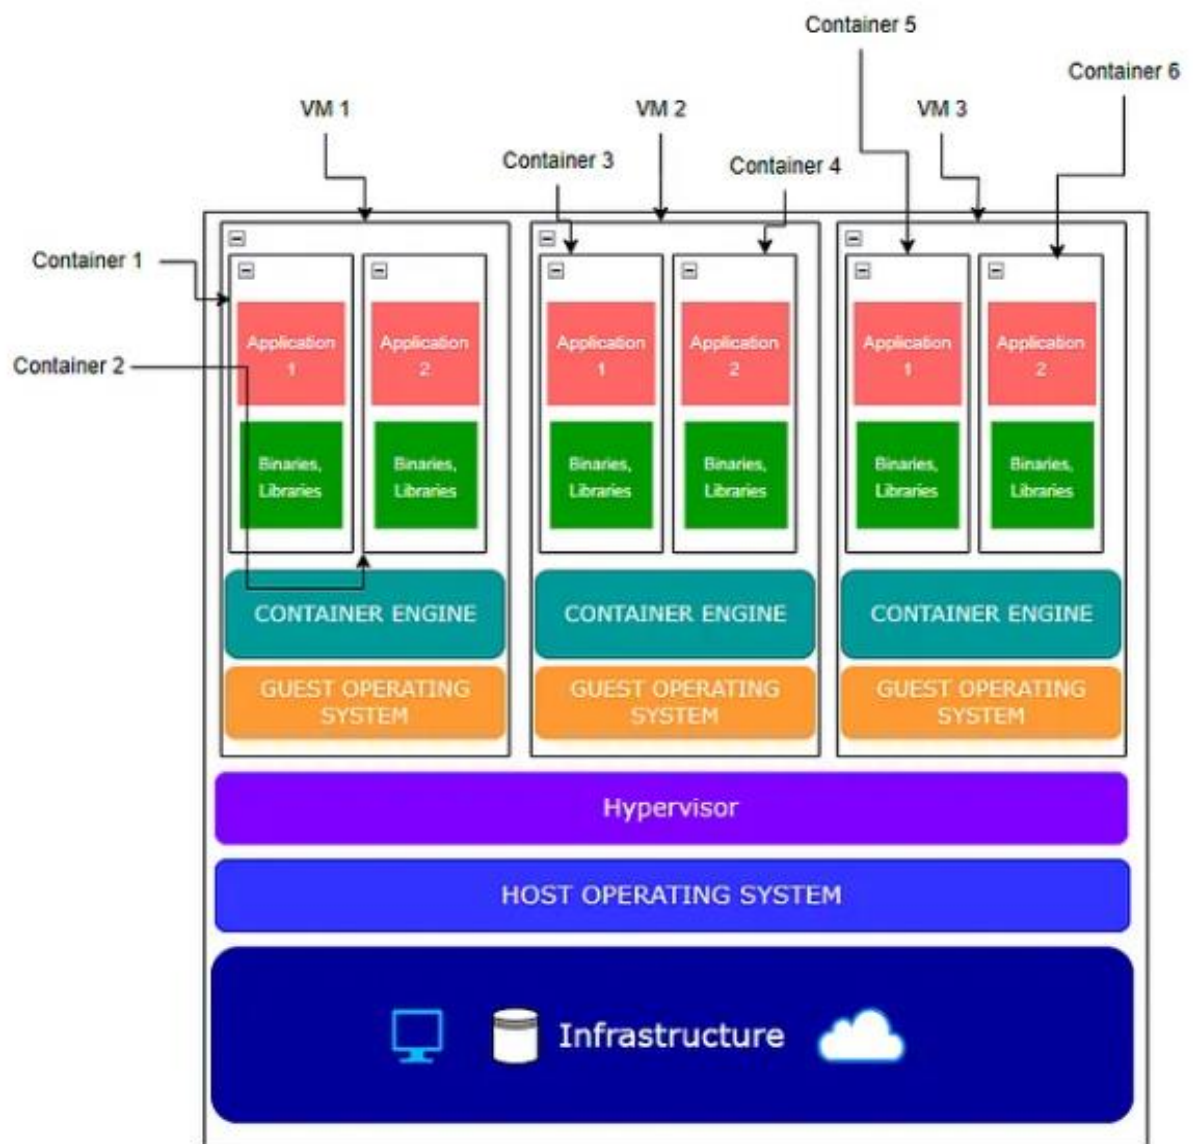 Container 5
Container 6
VM 1
VM 2
VM 3
Container 3
Container 4
Container 1
Container 2
Application
1
Application
2
Application
1
Application
2
Application
1
Application
2
Binaries,
Libraries
Binaries,
Libraries
Binaries,
Libraries
Binaries,
Libraries
Binaries,
Libraries
Binaries,
Libraries
CONTAINER ENGINE
CONTAINER ENGINE
CONTAINER ENGINE
GUEST OPERATING
SYSTEM
GUEST OPERATING
SYSTEM
GUEST OPERATING
SYSTEM
Hypervisor
HOST OPERATING SYSTEM
Infrastructure